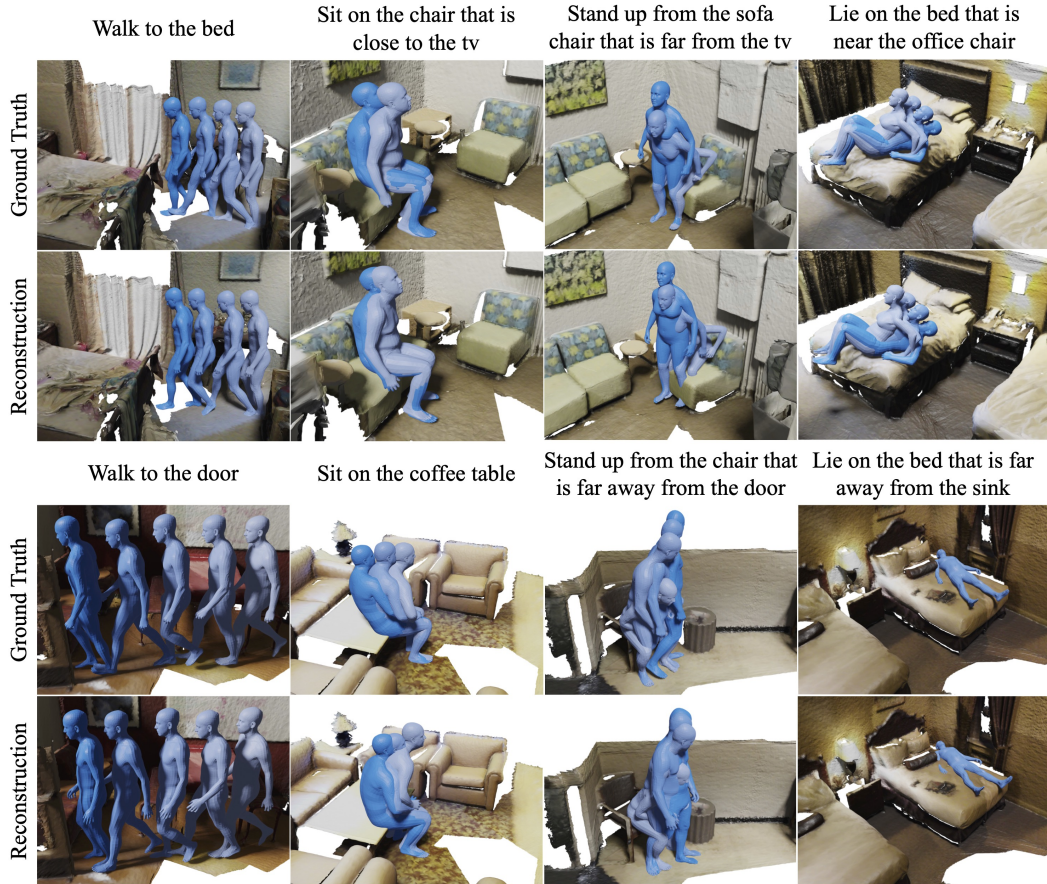 Walk to the bed
Sit on the chair that is
close to the tv
Stand up from the sofa
chair that is far from the tv
Lie on the bed that is
near the office chair
Ground Truth
Reconstruction
Walk to the door
Sit on the coffee table
Stand up from the chair that
is far away from the door
Lie on the bed that is far
away from the sink
Ground Truth
Reconstruction